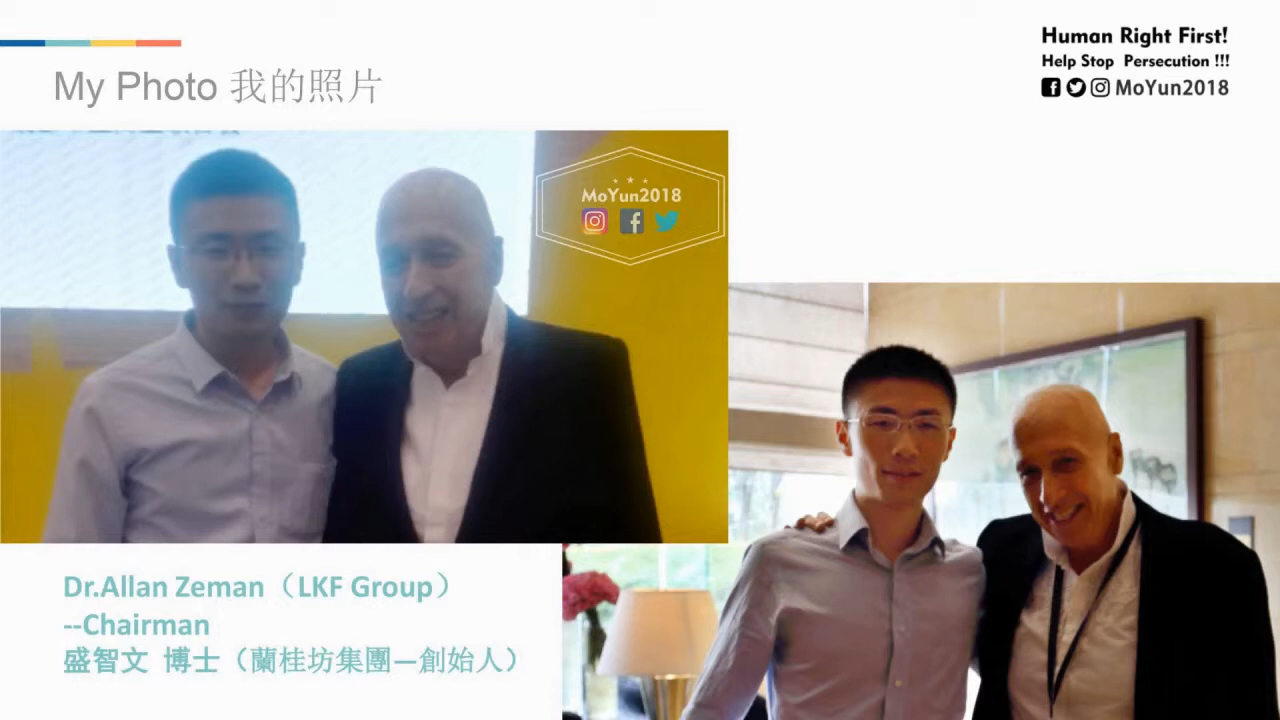 My Photo 我的照片
Human Right First!
Help Stop Persecution !!!
MoYun2018
MoYun2018
Dr.Allan Zeman（LKF Group）
--Chairman
盛智文 博士（蘭桂坊集團—創始人）